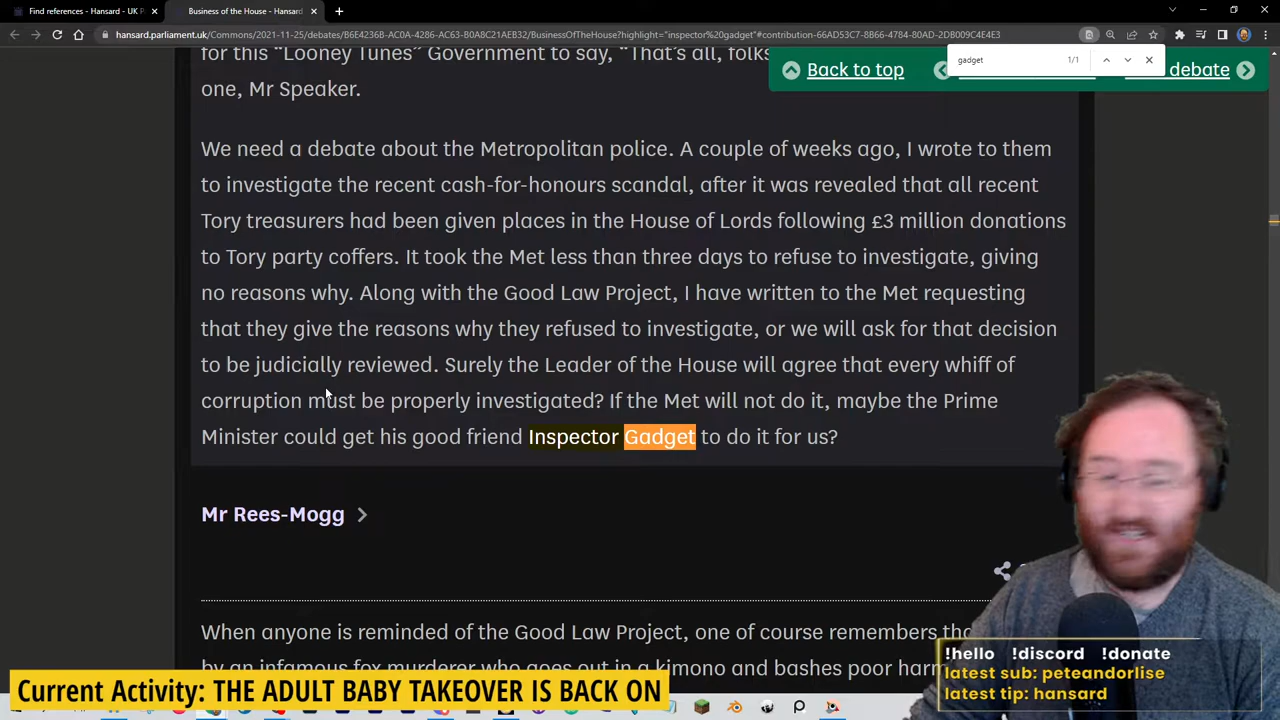 Find references - Hansard - UK P
Business of the House - Hansard
hansard.parliament.uk/Commons/2021-11-25/debates/B6E4236B-AC0A-4286-AC63-B0A8C21AEB32/BusinessOfTheHouse?highlight="inspector%20gadget"#contribution-66AD53C7-8B66-4784-80AD-2DB009C4E4E3
gadget 1/1
for this “Looney Tunes” Government to say, “That’s all, folks
Back to top
debate
one, Mr Speaker.
We need a debate about the Metropolitan police. A couple of weeks ago, I wrote to them
to investigate the recent cash-for-honours scandal, after it was revealed that all recent
Tory treasurers had been given places in the House of Lords following £3 million donations
to Tory party coffers. It took the Met less than three days to refuse to investigate, giving
no reasons why. Along with the Good Law Project, I have written to the Met requesting
that they give the reasons why they refused to investigate, or we will ask for that decision
to be judicially reviewed. Surely the Leader of the House will agree that every whiff of
corruption must be properly investigated? If the Met will not do it, maybe the Prime
Minister could get his good friend Inspector Gadget to do it for us?
Mr Rees-Mogg
When anyone is reminded of the Good Law Project, one of course remembers
by an infamous fox murderer who goes out in a kimono and bashes poor
!hello !discord !donate
latest sub: peteandorlise
latest tip: hansard
Current Activity: THE ADULT BABY TAKEOVER IS BACK ON